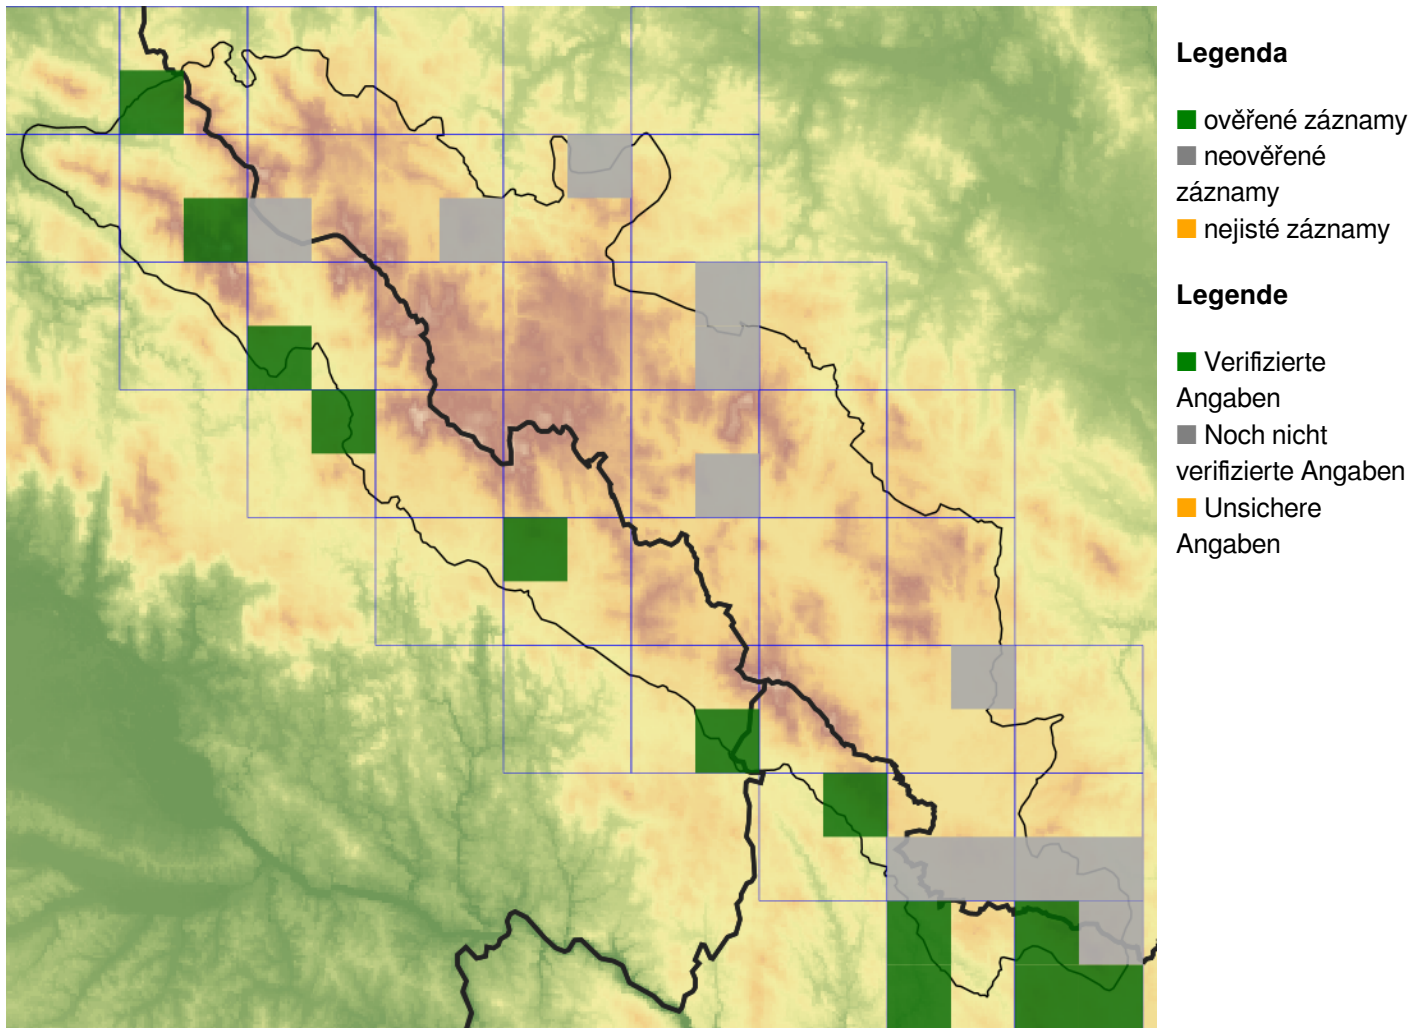 Legenda
ověřené záznamy
neověřené
záznamy
nejisté záznamy
Legende
Verifizierte
Angaben
Noch nicht
verifizierte Angaben
Unsichere
Angaben